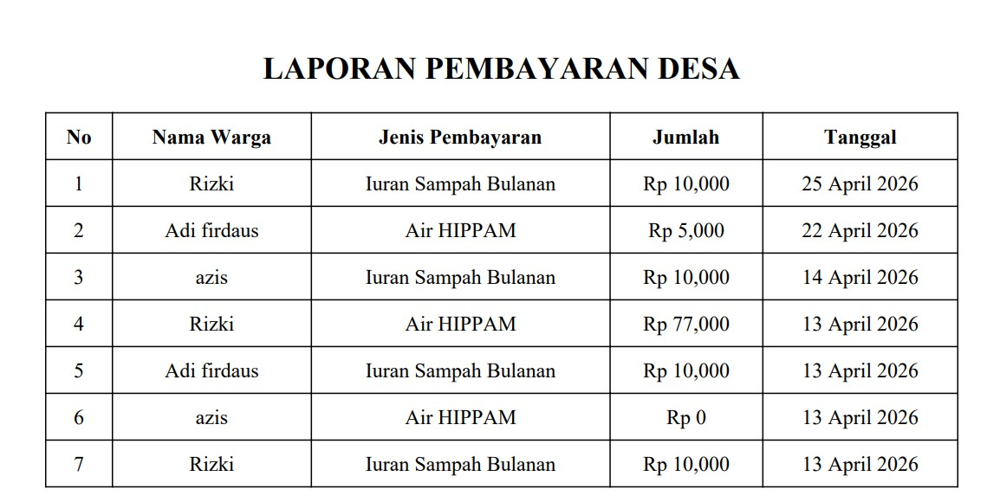 LAPORAN PEMBAYARAN DESA
No Nama Warga Jenis Pembayaran Jumlah Tanggal
1 Rizki Iuran Sampah Bulanan Rp 10,000 25 April 2026
2 Adi firdaus Air HIPPAM Rp 5,000 22 April 2026
3 azis Iuran Sampah Bulanan Rp 10,000 14 April 2026
4 Rizki Air HIPPAM Rp 77,000 13 April 2026
5 Adi firdaus Iuran Sampah Bulanan Rp 10,000 13 April 2026
6 azis Air HIPPAM Rp 0 13 April 2026
7 Rizki Iuran Sampah Bulanan Rp 10,000 13 April 2026